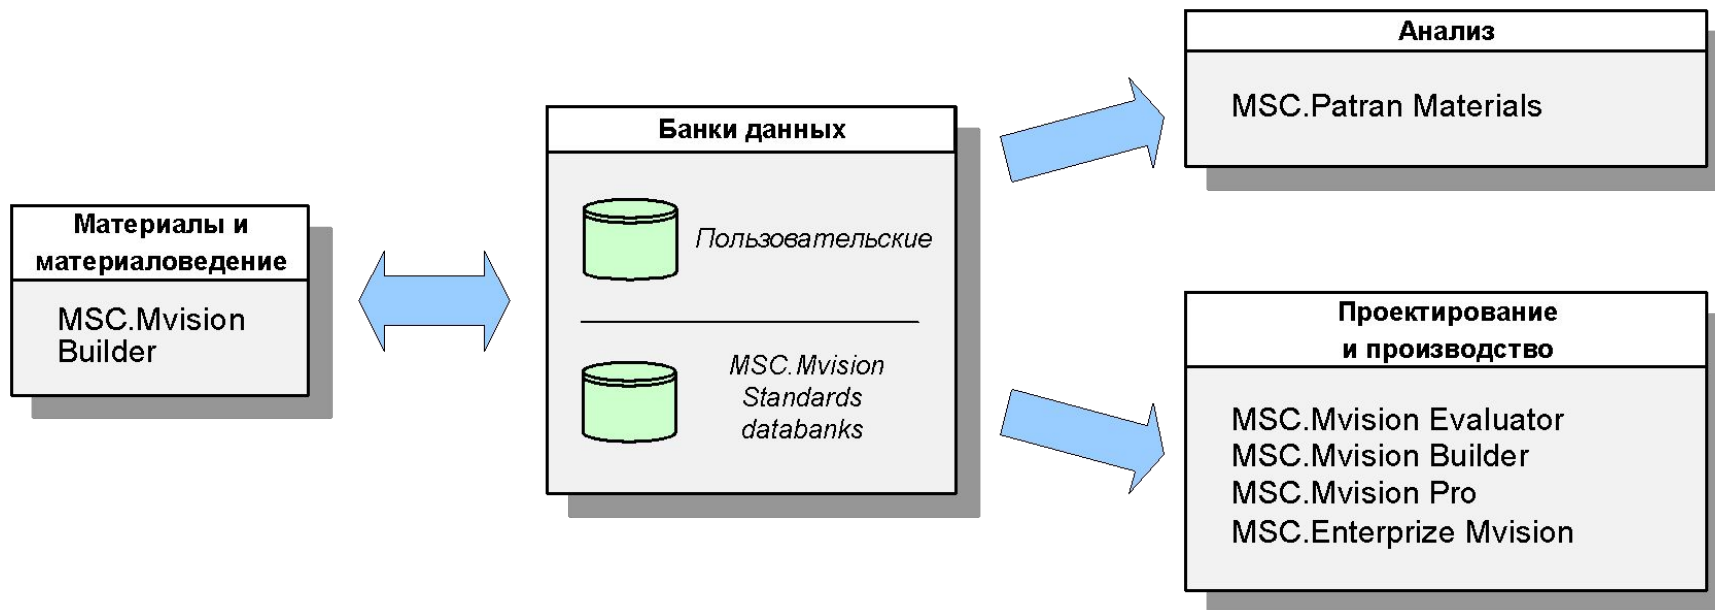 Материалы и
материаловедение
MSC.Mvision
Builder
Банки данных
Пользовательские
MSC.Mvision
Standards
databanks
Анализ
MSC.Patran Materials
Проектирование
и производство
MSC.Mvision Evaluator
MSC.Mvision Builder
MSC.Mvision Pro
MSC.Enterprize Mvision